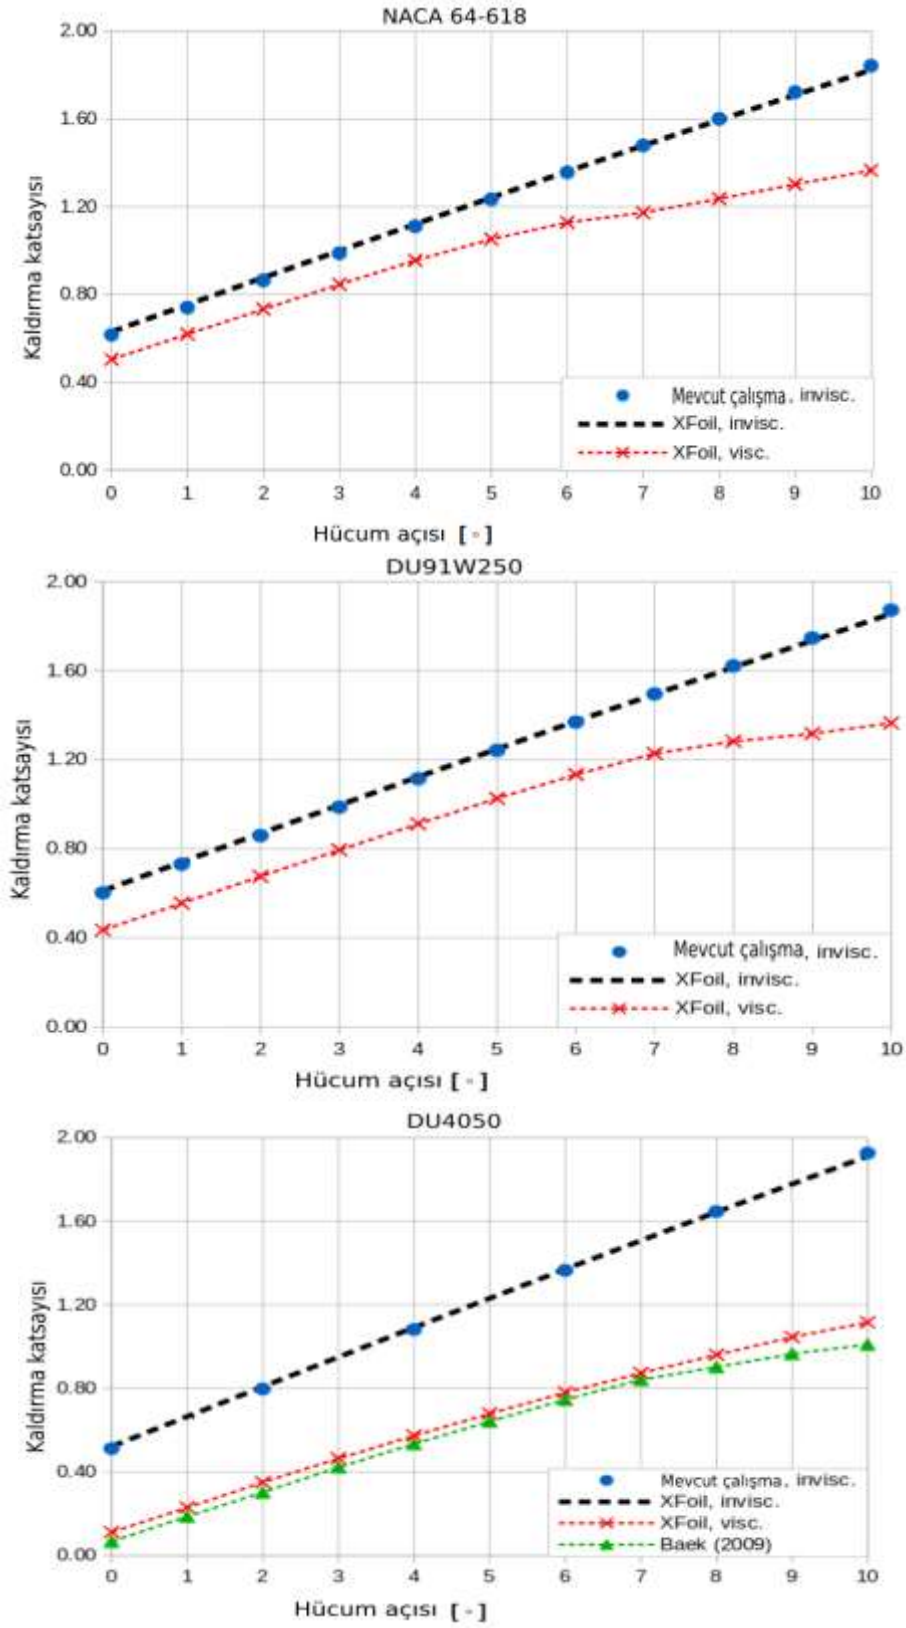 NACA 64-618
2.00
1.60
1.20
0.80
0.40
0.00
Kaldırma katsayısı
Mevcut çalışma, invisc.
XFoil, invisc.
XFoil, visc.
0 1 2 3 4 5 6 7 8 9 10
Hücum açısı [°]
DU91W250
2.00
1.60
1.20
0.80
0.40
0.00
Kaldırma katsayısı
Mevcut çalışma, invisc.
XFoil, invisc.
XFoil, visc.
0 1 2 3 4 5 6 7 8 9 10
Hücum açısı [°]
DU4050
2.00
1.60
1.20
0.80
0.40
0.00
Kaldırma katsayısı
Mevcut çalışma, invisc.
XFoil, invisc.
XFoil, visc.
Baek (2009)
0 1 2 3 4 5 6 7 8 9 10
Hücum açısı [°]